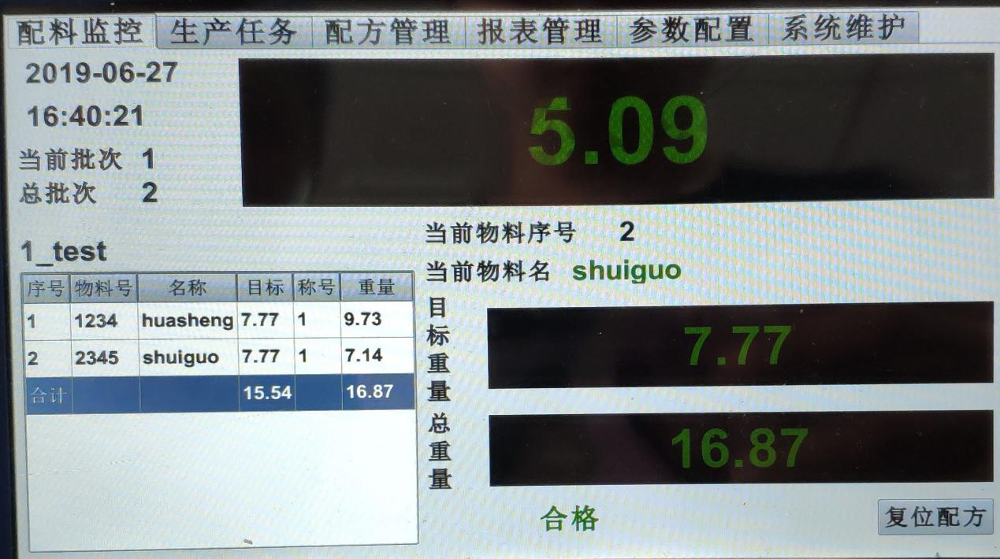 配料监控 生产任务 配方管理 报表管理 参数配置 系统维护
2019-06-27
16:40:21
当前批次 1
总批次 2
5.09
1_test
序号 物料号 名称 目标 称号 重量
1 1234 huasheng 7.77 1 9.73
2 2345 shuiguo 7.77 1 7.14
合计 15.54 16.87
当前物料序号 2
当前物料名 shuiguo
目标重量 7.77
总重量 16.87
合格
复位配方